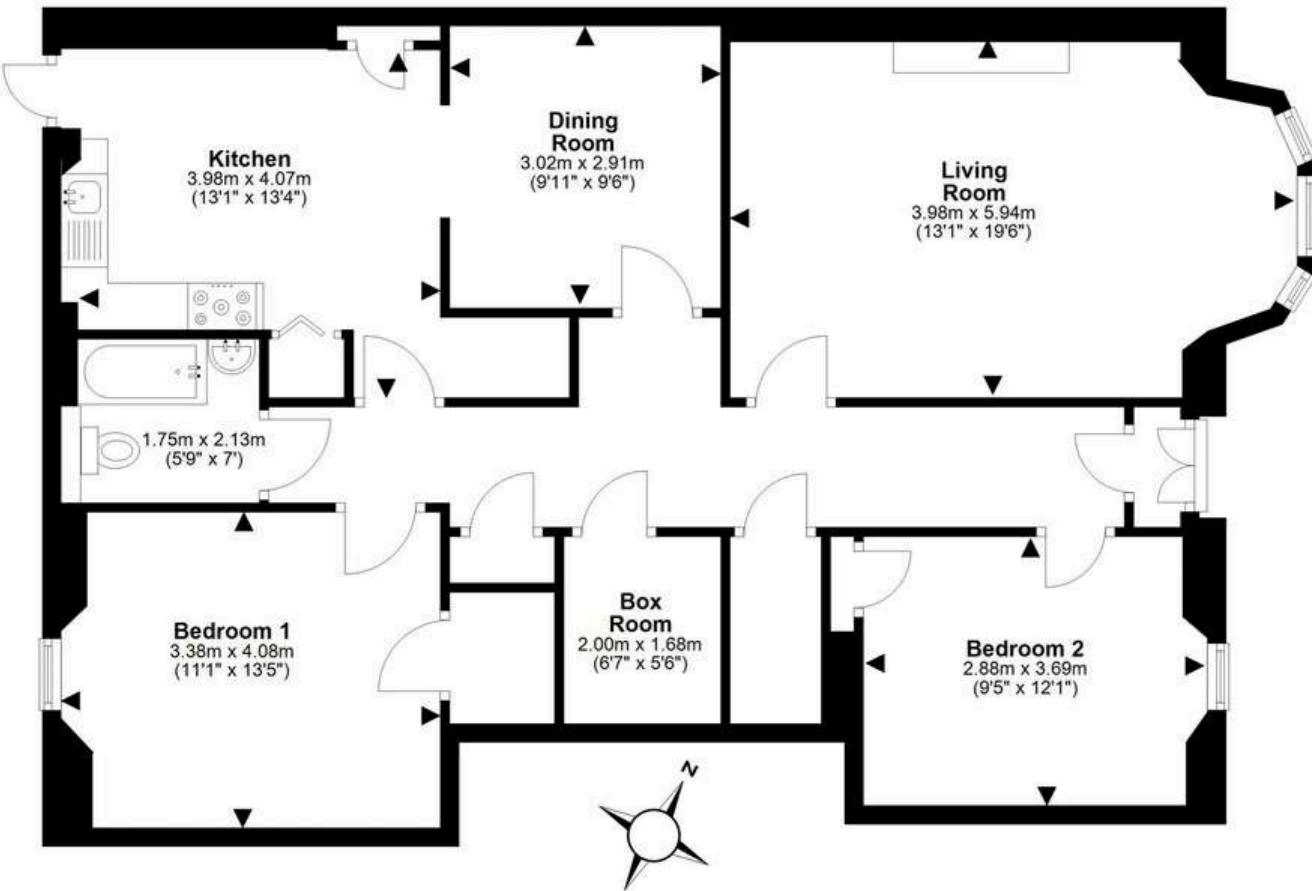 Kitchen
3.98m x 4.07m
(13'1" x 13'4")
Dining
Room
3.02m x 2.91m
(9'11" x 9'6")
Living
Room
3.98m x 5.94m
(13'1" x 19'6")
1.75m x 2.13m
(5'9" x 7')
Bedroom 1
3.38m x 4.08m
(11'1" x 13'5")
Box
Room
2.00m x 1.68m
(6'7" x 5'6")
Bedroom 2
2.88m x 3.69m
(9'5" x 12'1")
N